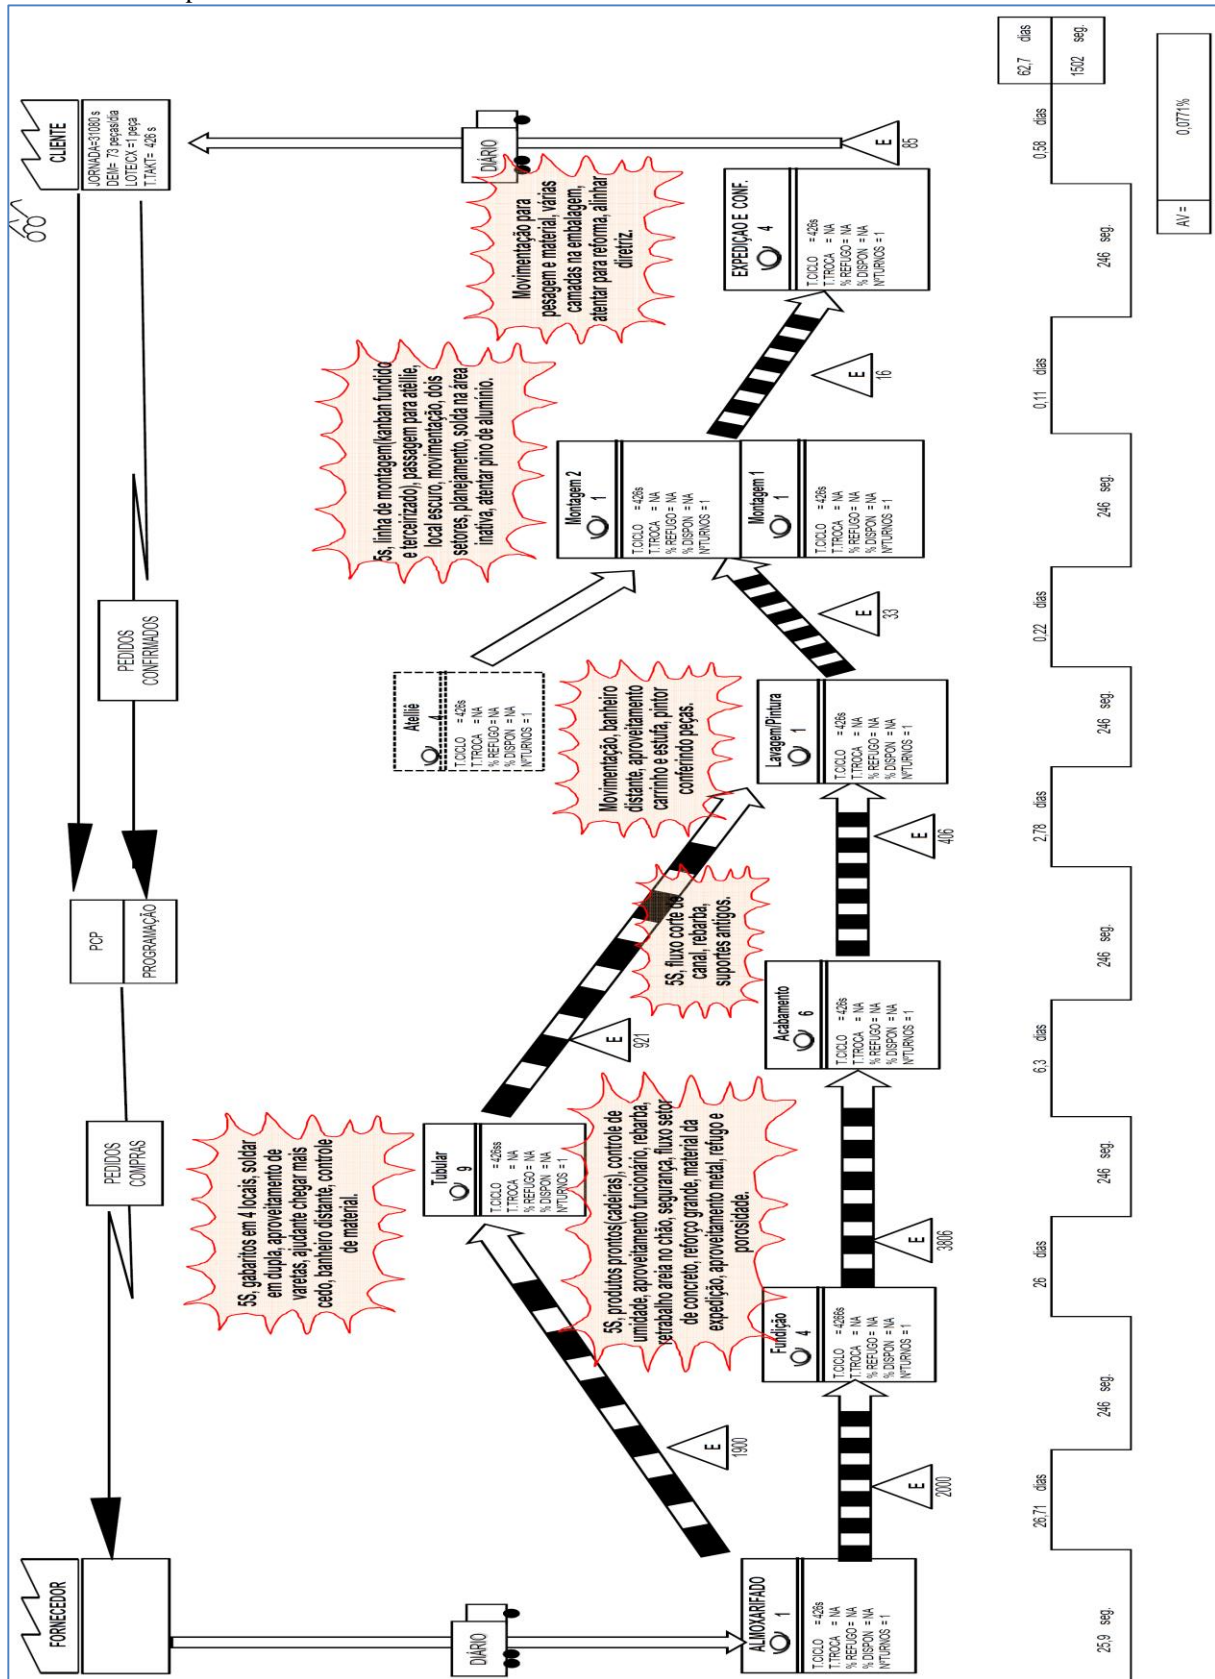 FORNECEDOR
PEDIDOS
COMPRAS
PCP
PROGRAMAÇÃO
PEDIDOS
CONFIRMADOS
CLIENTE
JORNADA=31080 s
DEM= 73 peças/dia
LOTE/CX =1 peça
T.TAKT= 426 s
DIÁRIO
DIÁRIO
5S, gabaritos em 4 locais, soldar
em dupla, aproveitamento de
varetas, ajudante chegar mais
cedo, banheiro distante, controle
de material.
5s, linha de montagem(kanban fundido
e terceirizado), passagem para atéllie,
local escuro, movimentação, dois
setores, planejamento, solda na área
inativa, atentar pino de alumínio.
Movimentação para
pesagem e material, várias
camadas na embalagem,
atentar para reforma, alinhar
diretriz.
Tubular
9
T.CICLO = 426ss
T.TROCA = NA
% REFUGO = NA
% DISPON = NA
NºTURNOS = 1
Atelliê
4
T.CICLO = 426s
T.TROCA = NA
% REFUGO = NA
% DISPON = NA
NºTURNOS = 1
Montagem 2
1
T.CICLO = 426s
T.TROCA = NA
% REFUGO = NA
% DISPON = NA
NºTURNOS = 1
Montagem 1
1
T.CICLO = 426s
T.TROCA = NA
% REFUGO = NA
% DISPON = NA
NºTURNOS = 1
5S, produtos prontos(cadeiras), controle de
umidade, aproveitamento funcionário, rebarba,
retrabalho areia no chão, segurança, fluxo setor
de concreto, reforço grande, material da
expedição, aproveitamento metal, refugo e
porosidade.
5S, fluxo corte de
canal, rebarba,
suportes antigos.
Movimentação, banheiro
distante, aproveitamento
carrinho e estufa, pintor
conferindo peças.
ALMOXARIFADO
1
T.CICLO = 426s
T.TROCA = NA
% REFUGO = NA
% DISPON = NA
NºTURNOS = 1
Fundição
4
T.CICLO = 4266s
T.TROCA = NA
% REFUGO = NA
% DISPON = NA
NºTURNOS = 1
Acabamento
6
T.CICLO = 426s
T.TROCA = NA
% REFUGO = NA
% DISPON = NA
NºTURNOS = 1
Lavagem/Pintura
1
T.CICLO = 426s
T.TROCA = NA
% REFUGO = NA
% DISPON = NA
NºTURNOS = 1
EXPEDIÇAO E CONF.
4
T.CICLO = 426s
T.TROCA = NA
% REFUGO = NA
% DISPON = NA
NºTURNOS = 1
E
1900
E
2000
E
3806
E
921
E
406
E
33
E
16
E
85
25,9 seg.
26,71 dias
246 seg.
26 dias
246 seg.
6,3 dias
246 seg.
2,78 dias
246 seg.
0,22 dias
246 seg.
0,11 dias
246 seg.
0,58 dias
62,7 dias
1502 seg.
AV = 0,0771%